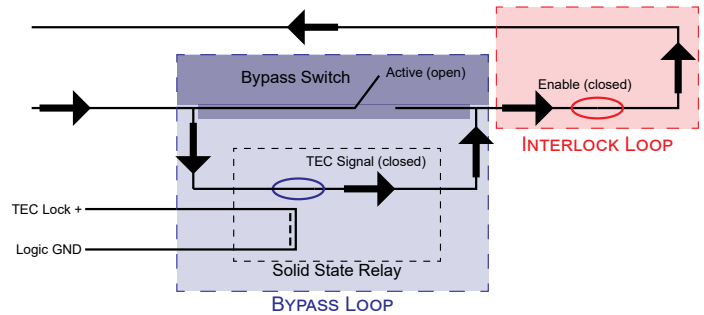 Bypass Switch
Active (open)
Enable (closed)
INTERLOCK LOOP
TEC Signal (closed)
TEC Lock +
Logic GND
Solid State Relay
BYPASS LOOP